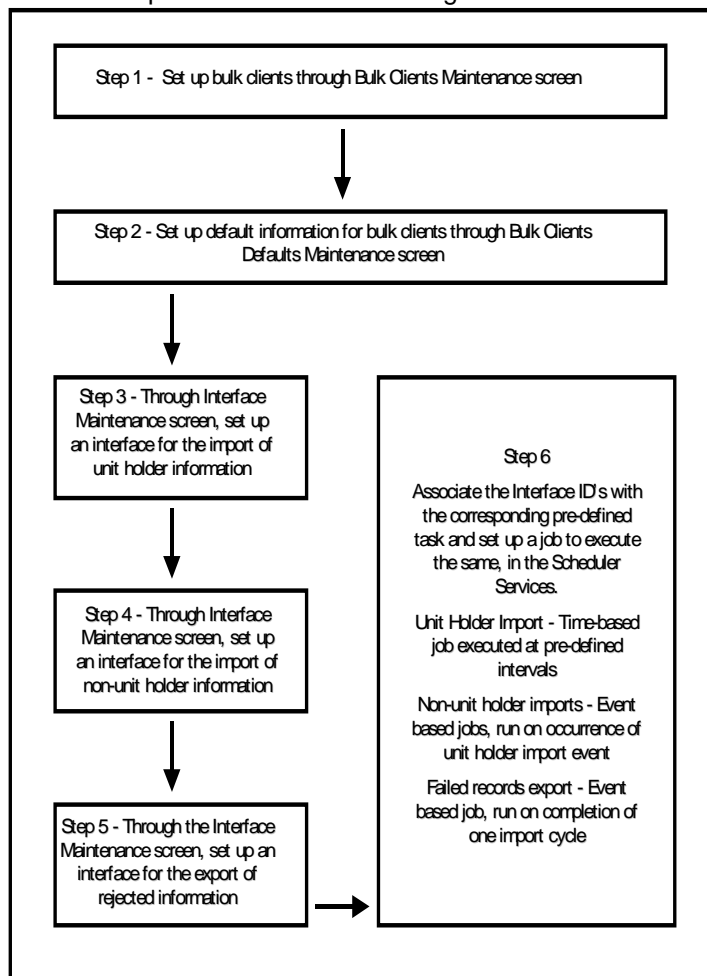 Step 1 - Set up bulk clients through Bulk Clients Maintenance screen
Step 2 - Set up default information for bulk clients through Bulk Clients
Defaults Maintenance screen
Step 3 - Through Interface
Maintenance screen, set up
an interface for the import of
unit holder information
Step 4 - Through Interface
Maintenance screen, set up
an interface for the import of
non-unit holder information
Step 5 - Through the Interface
Maintenance screen, set up an
interface for the export of
rejected information
Step 6
Associate the Interface ID's with
the corresponding pre-defined
task and set up a job to execute
the same, in the Scheduler
Services.
Unit Holder Import - Time-based
job executed at pre-defined
intervals
Non-unit holder imports - Event
based jobs, run on occurrence of
unit holder import event
Failed records export - Event
based job, run on completion of
one import cycle